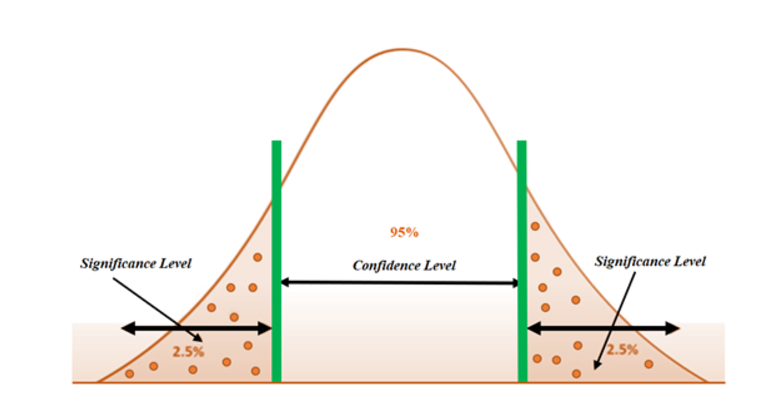 95%
Confidence Level
Significance Level
Significance Level
2.5%
2.5%